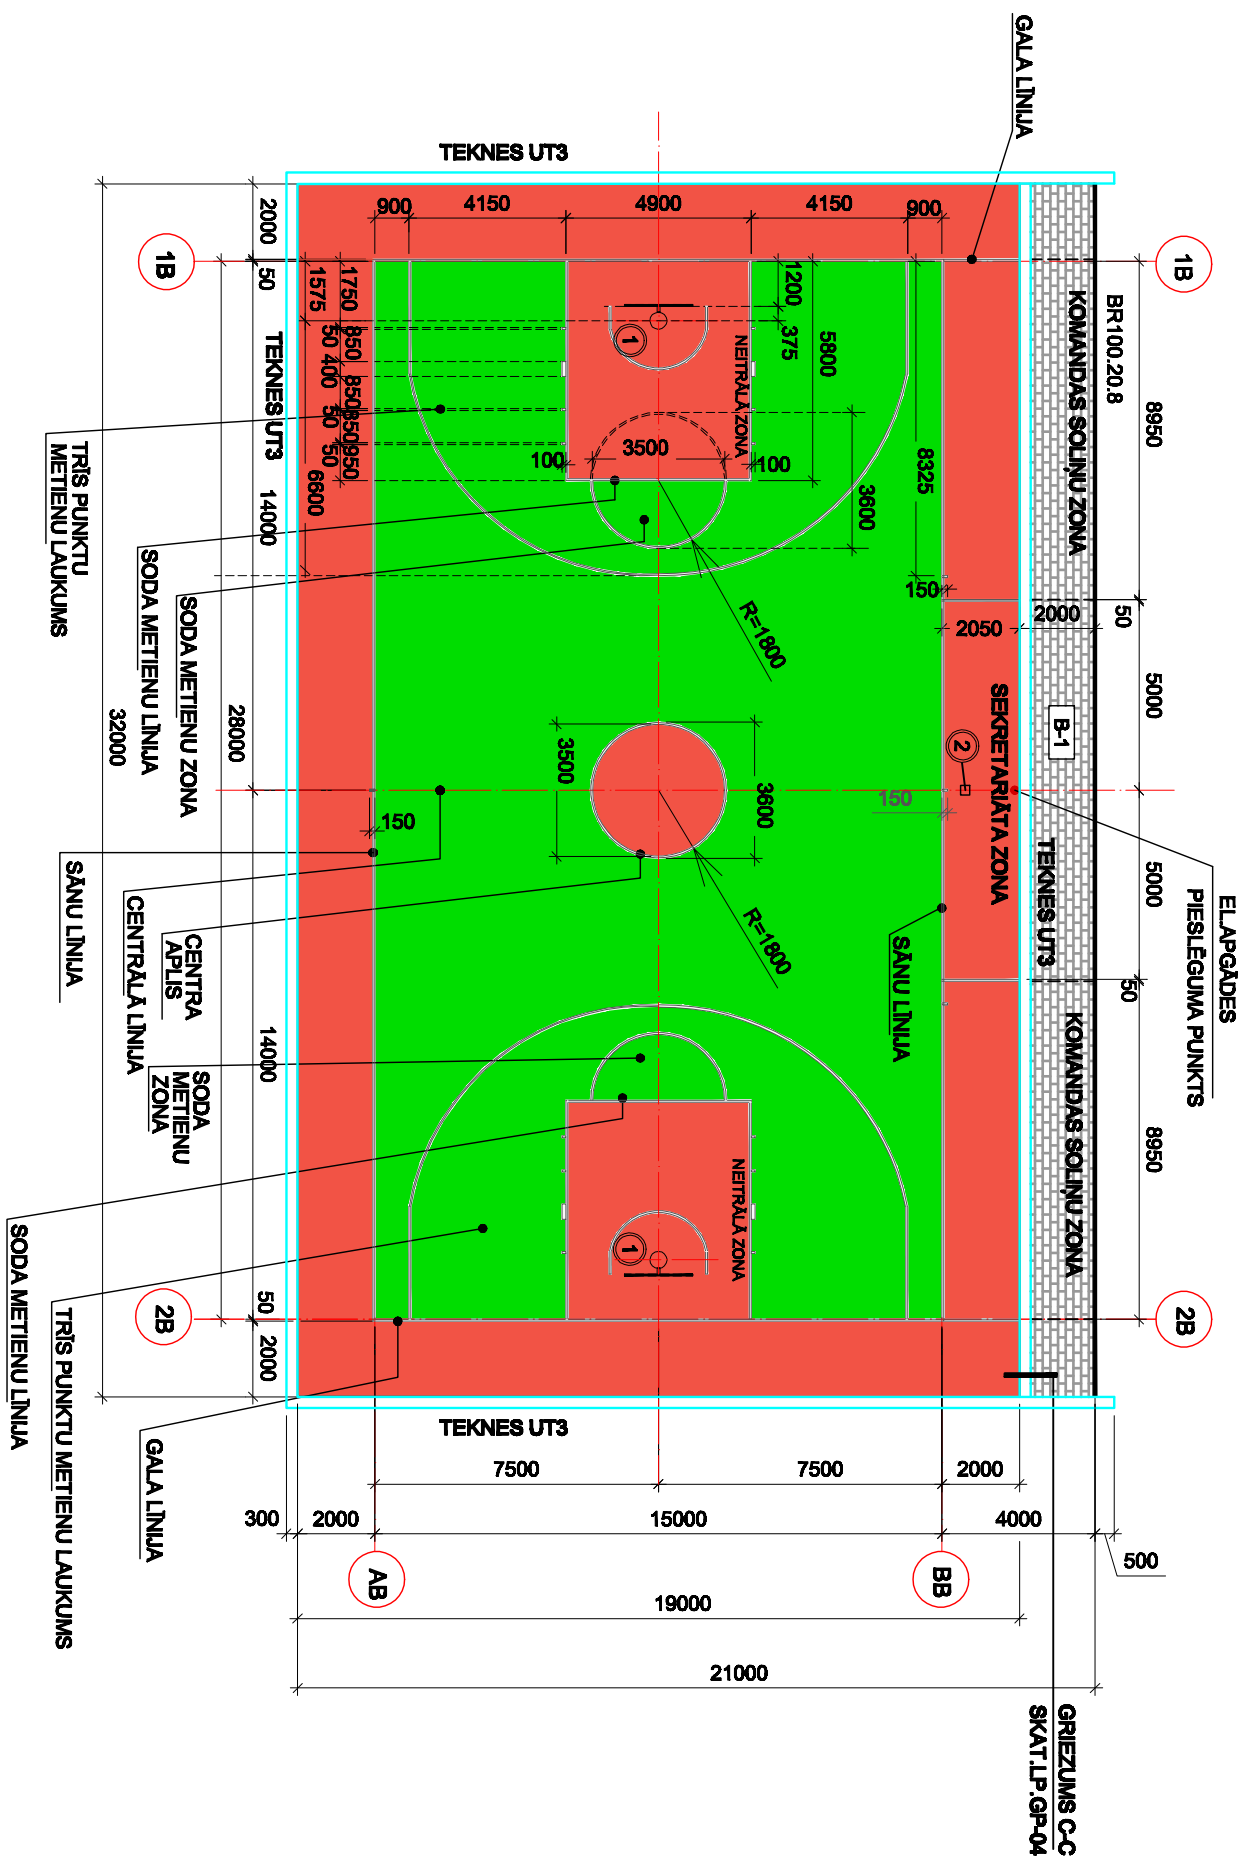 GALA LĪNIJA
TEKNES UT3
1B
1B
2000
50
900
4150
4900
4150
900
1750
1575
850
50
400
850
50
850
50
950
6600
1200
375
5800
8325
3600
3500
100
100
NEITRĀLĀ ZONA
1
BR100.20.8
KOMANDAS SOLIŅU ZONA
8950
50
5000
5000
50
8950
2000
2050
150
SEKRETARIĀTA ZONA
B-1
2
150
TEKNES UT3
KOMANDAS SOLIŅU ZONA
EL.APGĀDES
PIESLĒGUMA PUNKTS
TEKNES UT3
14000
28000
32000
14000
50
2000
TRĪS PUNKTU
METIENU LAUKUMS
SODA METIENU LĪNIJA
SODA METIENU ZONA
R=1800
3500
3600
R=1800
150
SĀNU LĪNIJA
SĀNU LĪNIJA
CENTRĀLĀ LĪNIJA
CENTRA
APLIS
SODA
METIENU
ZONA
NEITRĀLĀ ZONA
1
SODA METIENU LĪNIJA
TRĪS PUNKTU METIENU LAUKUMS
GALA LĪNIJA
2B
2B
TEKNES UT3
7500
7500
2000
300
2000
15000
4000
500
AB
BB
19000
21000
GRIEZUMS C-C
SKAT.LP.GP-04